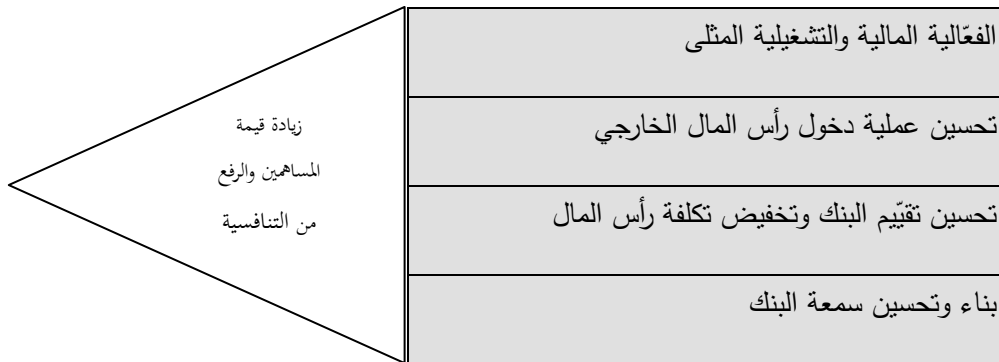 الفعّالية المالية والتشغيلية المثلى
تحسين عملية دخول رأس المال الخارجي
تحسين تقيّيم البنك وتخفيض تكلفة رأس المال
بناء وتحسين سمعة البنك
زيادة قيمة
المساهمين والرفع
من التنافسية